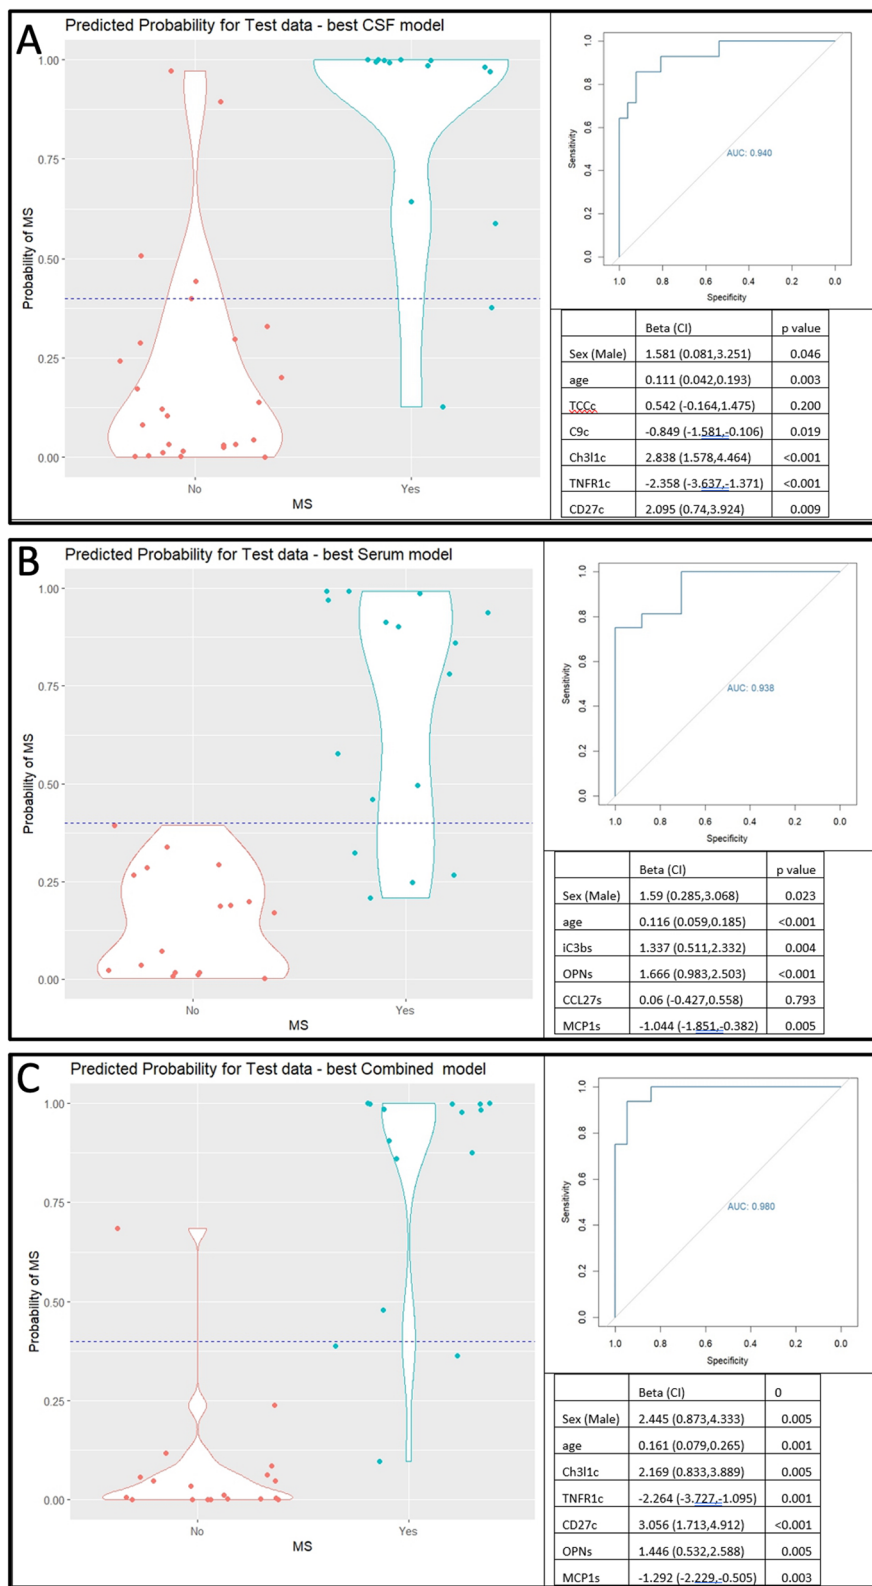 A
Predicted Probability for Test data - best CSF model
1.00
0.75
0.50
0.25
0.00
Probability of MS
No
Yes
MS
1.0
0.8
0.6
0.4
0.2
0.0
Sensitivity
AUC: 0.940
1.0 0.8 0.6 0.4 0.2 0.0
Specificity
Beta (CI) p value
Sex (Male) 1.581 (0.081,3.251) 0.046
age 0.111 (0.042,0.193) 0.003
TCCc 0.542 (-0.164,1.475) 0.200
C9c -0.849 (-1.581,-0.106) 0.019
Ch3l1c 2.838 (1.578,4.464) <0.001
TNFR1c -2.358 (-3.637,-1.371) <0.001
CD27c 2.095 (0.74,3.924) 0.009
B
Predicted Probability for Test data - best Serum model
1.00
0.75
0.50
0.25
0.00
Probability of MS
No
Yes
MS
1.0
0.8
0.6
0.4
0.2
0.0
Sensitivity
AUC: 0.938
1.0 0.8 0.6 0.4 0.2 0.0
Specificity
Beta (CI) p value
Sex (Male) 1.59 (0.285,3.068) 0.023
age 0.116 (0.059,0.185) <0.001
iC3bs 1.337 (0.511,2.332) 0.004
OPNs 1.666 (0.983,2.503) <0.001
CCL27s 0.06 (-0.427,0.558) 0.793
MCP1s -1.044 (-1.851,-0.382) 0.005
C
Predicted Probability for Test data - best Combined model
1.00
0.75
0.50
0.25
0.00
Probability of MS
No
Yes
MS
1.0
0.8
0.6
0.4
0.2
0.0
Sensitivity
AUC: 0.980
1.0 0.8 0.6 0.4 0.2 0.0
Specificity
Beta (CI) 0
Sex (Male) 2.445 (0.873,4.333) 0.005
age 0.161 (0.079,0.265) 0.001
Ch3l1c 2.169 (0.833,3.889) 0.005
TNFR1c -2.264 (-3.727,-1.095) 0.001
CD27c 3.056 (1.713,4.912) <0.001
OPNs 1.446 (0.532,2.588) 0.005
MCP1s -1.292 (-2.229,-0.505) 0.003